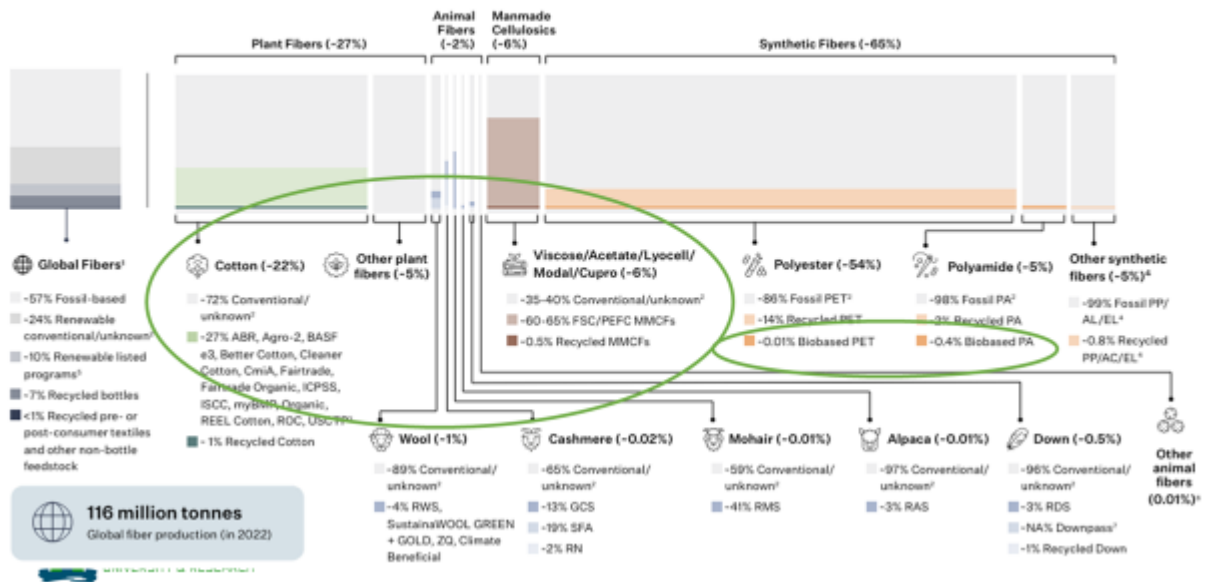 Plant Fibers (~27%)
Animal
Fibers
(~2%)
Manmade
Cellulosics
(~6%)
Synthetic Fibers (~65%)
Global Fibers¹
~57% Fossil-based
~24% Renewable
conventional/unknown²
~10% Renewable listed
programs³
~7% Recycled bottles
<1% Recycled pre- or
post-consumer textiles
and other non-bottle
feedstock
Cotton (~22%)
~72% Conventional/
unknown²
~27% ABR, Agro-2, BASF
e3, Better Cotton, Cleaner
Cotton, CmiA, Fairtrade,
Fairtrade Organic, ICPSS,
ISCC, myBMP, Organic,
REEL Cotton, ROC, USCTP
~ 1% Recycled Cotton
Other plant
fibers (~5%)
Viscose/Acetate/Lyocell/
Modal/Cupro (~6%)
~35-40% Conventional/unknown²
~60-65% FSC/PEFC MMCFs
~0.5% Recycled MMCFs
Polyester (~54%)
~86% Fossil PET²
~14% Recycled PET
~0.01% Biobased PET
Polyamide (~5%)
~98% Fossil PA²
~2% Recycled PA
~0.4% Biobased PA
Other synthetic
fibers (~5%)⁴
~99% Fossil PP/
AL/EL⁴
~0.8% Recycled
PP/AC/EL⁴
Wool (~1%)
~89% Conventional/
unknown²
~4% RWS,
SustainaWOOL GREEN
+ GOLD, ZQ, Climate
Beneficial
Cashmere (~0.02%)
~65% Conventional/
unknown²
~13% GCS
~19% SFA
~2% RN
Mohair (~0.01%)
~59% Conventional/
unknown²
~41% RMS
Alpaca (~0.01%)
~97% Conventional/
unknown²
~3% RAS
Down (~0.5%)
~96% Conventional/
unknown²
~3% RDS
~NA% Downpass⁷
~1% Recycled Down
Other
animal
fibers
(0.01%)⁶
116 million tonnes
Global fiber production (in 2022)